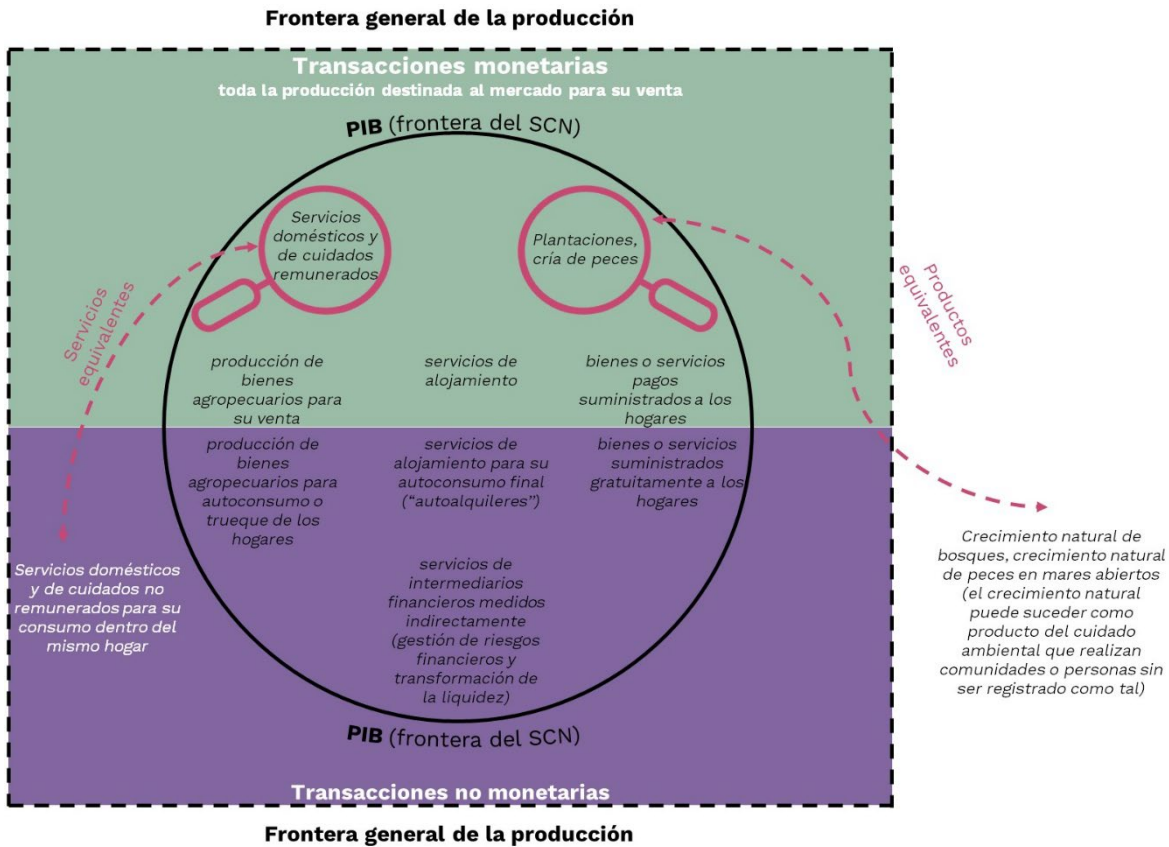 Frontera general de la producción
Transacciones monetarias
toda la producción destinada al mercado para su venta
PIB (frontera del SCN)
Servicios
domésticos y
de cuidados
remunerados
Plantaciones,
cría de peces
Servicios
equivalentes
Productos
equivalentes
producción de
bienes
agropecuarios para
su venta
servicios de
alojamiento
bienes o servicios
pagos
suministrados a los
hogares
producción de
bienes
agropecuarios para
autoconsumo o
trueque de los
hogares
servicios de
alojamiento para su
autoconsumo final
(“autoalquileres”)
bienes o servicios
suministrados
gratuitamente a los
hogares
Servicios domésticos
y de cuidados no
remunerados para su
consumo dentro del
mismo hogar
servicios de
intermediarios
financieros medidos
indirectamente
(gestión de riesgos
financieros y
transformación de
la liquidez)
Crecimiento natural de
bosques, crecimiento natural
de peces en mares abiertos
(el crecimiento natural
puede suceder como
producto del cuidado
ambiental que realizan
comunidades o personas sin
ser registrado como tal)
PIB (frontera del SCN)
Transacciones no monetarias
Frontera general de la producción